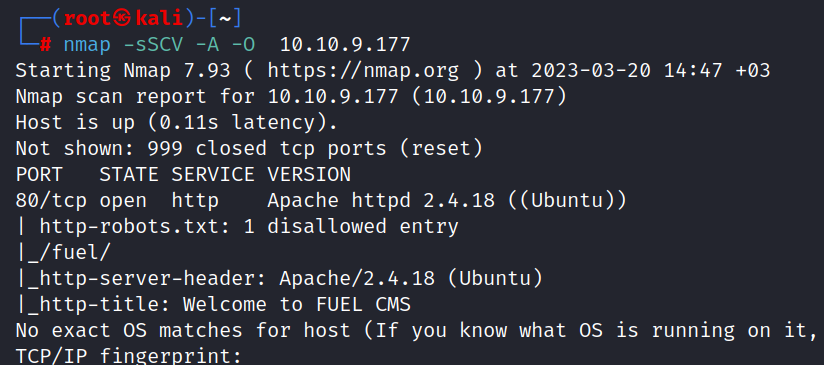 ┌──(root㉿kali)-[~]
└─# nmap -sSCV -A -O  10.10.9.177
Starting Nmap 7.93 ( https://nmap.org ) at 2023-03-20 14:47 +03
Nmap scan report for 10.10.9.177 (10.10.9.177)
Host is up (0.11s latency).
Not shown: 999 closed tcp ports (reset)
PORT   STATE SERVICE VERSION
80/tcp open  http    Apache httpd 2.4.18 ((Ubuntu))
| http-robots.txt: 1 disallowed entry
|_/fuel/
|_http-server-header: Apache/2.4.18 (Ubuntu)
|_http-title: Welcome to FUEL CMS
No exact OS matches for host (If you know what OS is running on it,
TCP/IP fingerprint: